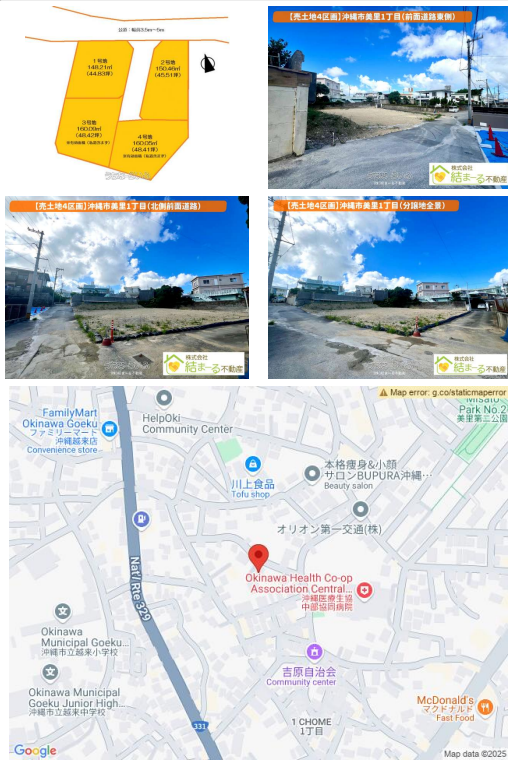 公道：幅員3.5m～6m
1号地
148.21㎡
(44.83坪)
2号地
150.46㎡
(45.51坪)
3号地
160.09㎡
(48.42坪)
4号地
160.05㎡
(48.41坪)
【売土地4区画】沖縄市美里1丁目(前面道路東側)
株式会社
結まーる不動産
【売土地4区画】沖縄市美里1丁目(北側前面道路)
株式会社
結まーる不動産
【売土地4区画】沖縄市美里1丁目(分譲地全景)
株式会社
結まーる不動産
Map error: g.co/staticmaperror
FamilyMart
Okinawa Goeku
ファミリーマート
沖縄越来店
Convenience store
HelpOki
Community Center
Misato
Park No.2
美里第二公園
川上食品
Tofu shop
本格痩身&小顔
サロンBUPURA沖縄…
Beauty salon
オリオン第一交通(株)
Nat'l Rte 329
Okinawa Health Co-op
Association Central...
沖縄医療生協
中部協同病院
Okinawa
Municipal Goeku...
沖縄市立越来小学校
吉原自治会
Community center
Okinawa Municipal
Goeku Junior High...
沖縄市立越来中学校
McDonald's
マクドナルド
Fast Food
331
1 CHOME
1丁目
Google
Map data ©2025